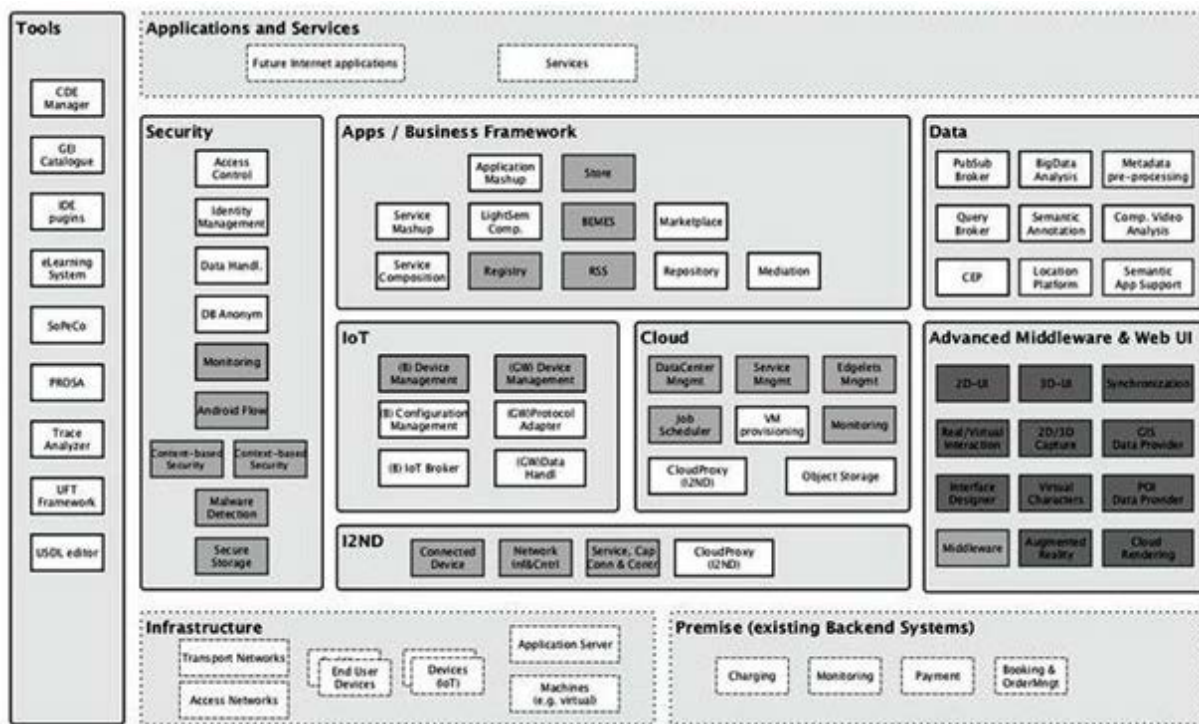 Tools
CDE
Manager
GEI
Catalogue
IDE
pugins
eLearning
System
SoPeCo
PROSA
Trace
Analyzer
UFT
Framework
USDL editor
Applications and Services
Future Internet applications
Services
Security
Access
Control
Identity
Management
Data Handl.
DB Anonym
Monitoring
Android Flow
Context-based
Security
Context-based
Security
Malware
Detection
Secure
Storage
Apps / Business Framework
Application
Mashup
Store
Service
Mashup
LightSem
Comp.
BEMES
Marketplace
Service
Composition
Registry
RSS
Repository
Mediation
Data
PubSub
Broker
BigData
Analysis
Metadata
pre-processing
Query
Broker
Semantic
Annotation
Comp. Video
Analysis
CEP
Location
Platform
Semantic
App Support
IoT
(B) Device
Management
(GW) Device
Management
(B) Configuration
Management
(GW)Protocol
Adapter
(B) IoT Broker
(GW)Data
Handl
Cloud
DataCenter
Mngmt
Service
Mngmt
Edgelets
Mngmt
Job
Scheduler
VM
provisioning
Monitoring
CloudProxy
(I2ND)
Object Storage
Advanced Middleware & Web UI
2D-UI
3D-UI
Synchronization
Real/Virtual
Interaction
2D/3D
Capture
GIS
Data Provider
Interface
Designer
Virtual
Characters
POI
Data Provider
Middleware
Augmented
Reality
Cloud
Rendering
I2ND
Connected
Device
Network
Inf&Cntrl
Service, Cap
Conn & Contr
CloudProxy
(I2ND)
Infrastructure
Transport Networks
Access Networks
End User
Devices
Devices
(IoT)
Application Server
Machines
(e.g. virtual)
Premise (existing Backend Systems)
Charging
Monitoring
Payment
Booking &
OrderMngt